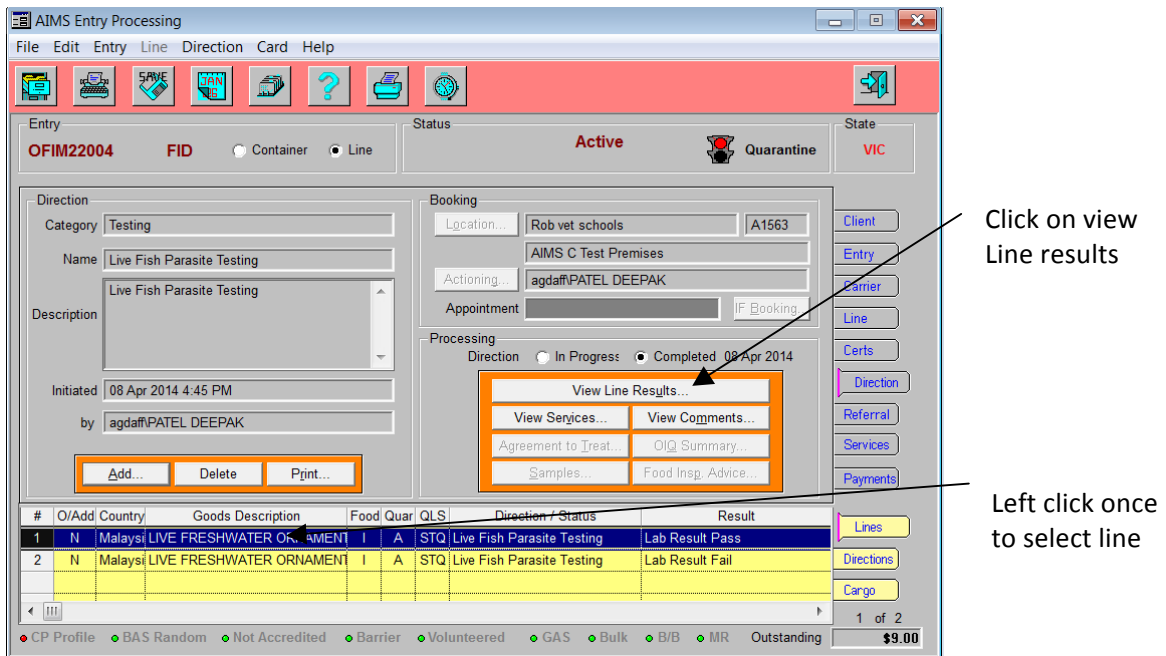 AIMS Entry Processing
File Edit Entry Line Direction Card Help
SAVE
JAN
16
?
Entry
OFIM22004 FID Container Line
Status
Active
Quarantine
State
VIC
Direction
Category Testing
Name Live Fish Parasite Testing
Description Live Fish Parasite Testing
Initiated 08 Apr 2014 4:45 PM
by agdaff\PATEL DEEPAK
Add... Delete Print...
Booking
Location... Rob vet schools A1563
AIMS C Test Premises
Actioning... agdaff\PATEL DEEPAK
Appointment IF Booking...
Processing
Direction In Progress Completed 08 Apr 2014
View Line Results...
View Services... View Comments...
Agreement to Treat... OIQ Summary...
Samples... Food Insp. Advice...
Client
Entry
Carrier
Line
Certs
Direction
Referral
Services
Payments
Lines
Directions
Cargo
# O/Add Country Goods Description Food Quar QLS Direction / Status Result
1 N Malaysi LIVE FRESHWATER ORNAMENT I A STQ Live Fish Parasite Testing Lab Result Pass
2 N Malaysi LIVE FRESHWATER ORNAMENT I A STQ Live Fish Parasite Testing Lab Result Fail
1 of 2
CP Profile BAS Random Not Accredited Barrier Volunteered GAS Bulk B/B MR Outstanding $9.00
Click on view
Line results
Left click once
to select line